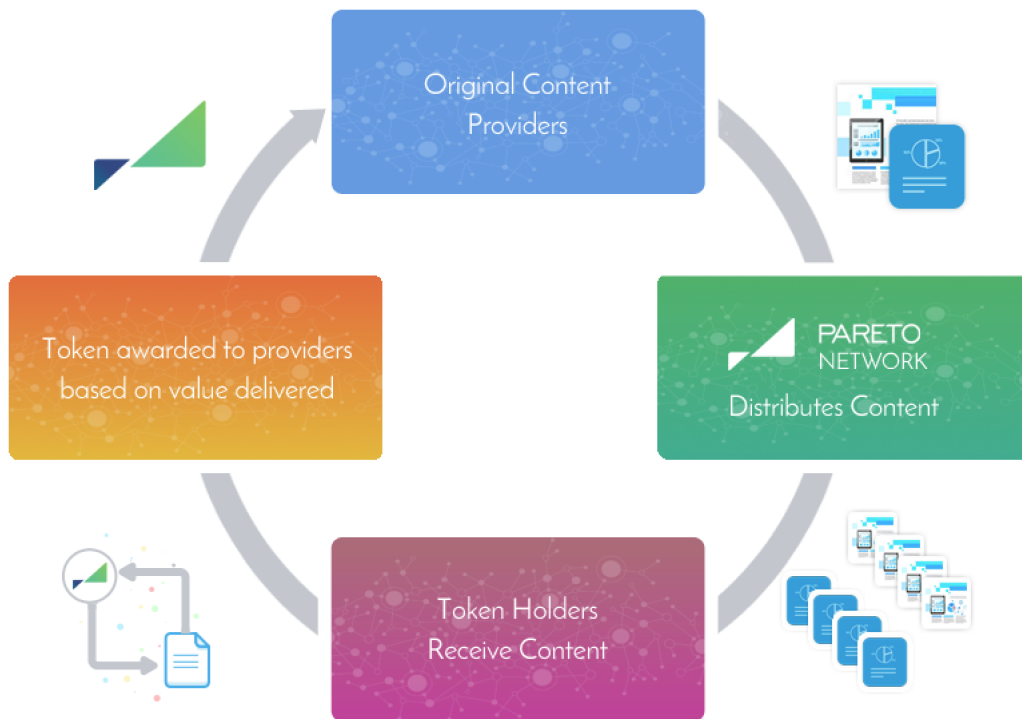 Original Content
Providers
Token awarded to providers
based on value delivered
PARETO
NETWORK
Distributes Content
Token Holders
Receive Content